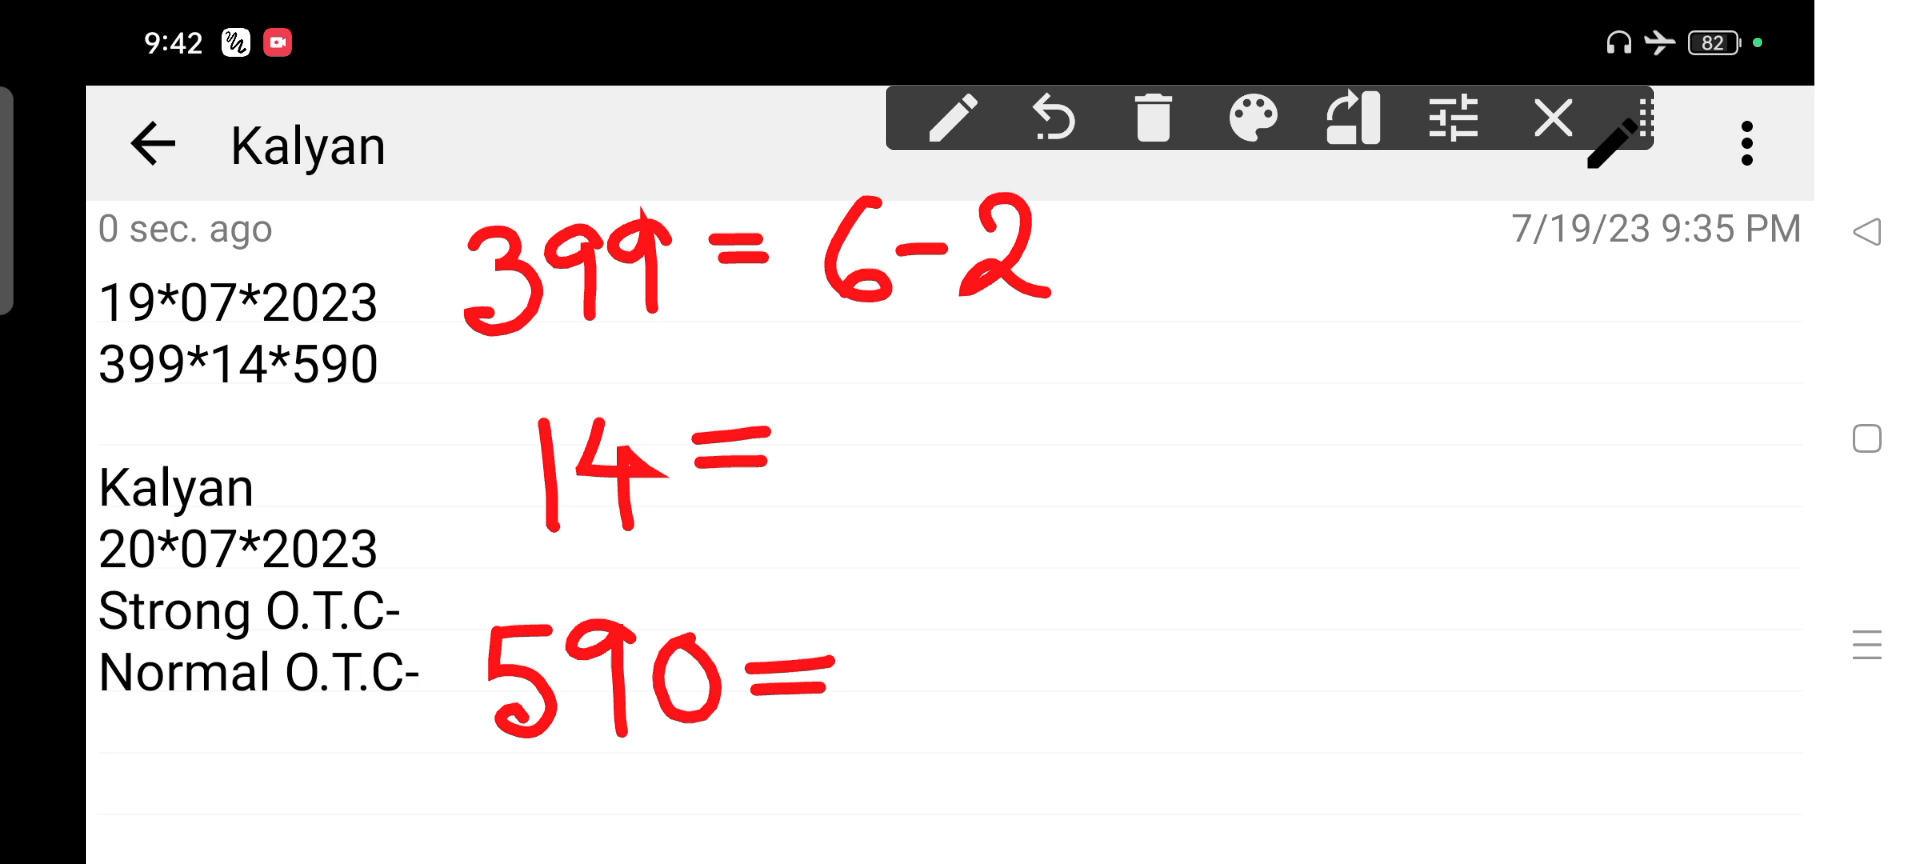 9:42
82
Kalyan
0 sec. ago
7/19/23 9:35 PM
399 = 6-2
19*07*2023
399*14*590
14 =
Kalyan
20*07*2023
Strong O.T.C-
Normal O.T.C-
590 =